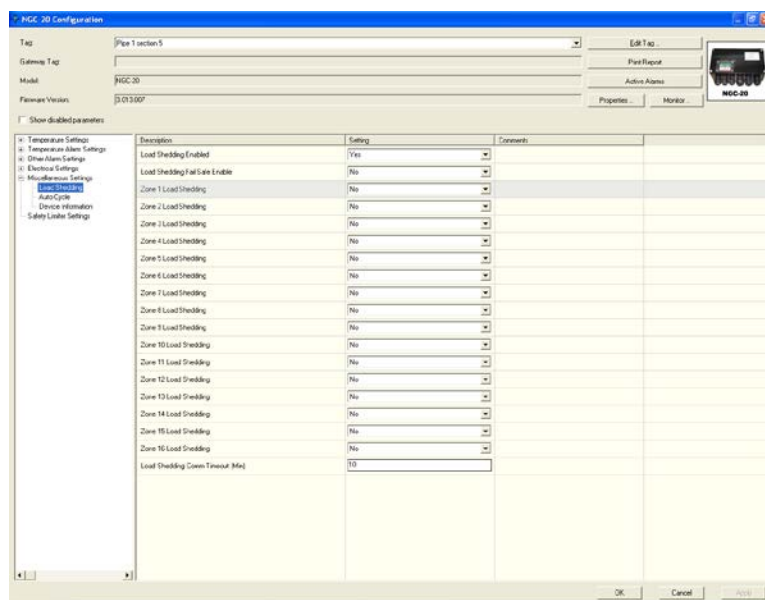 NGC 20 Configuration
Tag: Pipe 1 section 5 Edit Tag ...
Gateway Tag: Print Report
Model: NGC-20 Active Alarms
Firmware Version: 3.013.007 Properties ... Monitor ...
NGC-20
Show disabled parameters
Temperature Settings
Temperature Alarm Settings
Other Alarm Settings
Electrical Settings
Miscellaneous Settings
Load Shedding
Auto Cycle
Device information
Safety Limiter Settings
Description Setting Comments
Load Shedding Enabled Yes
Load Shedding Fail Safe Enable No
Zone 1 Load Shedding No
Zone 2 Load Shedding No
Zone 3 Load Shedding No
Zone 4 Load Shedding No
Zone 5 Load Shedding No
Zone 6 Load Shedding No
Zone 7 Load Shedding No
Zone 8 Load Shedding No
Zone 9 Load Shedding No
Zone 10 Load Shedding No
Zone 11 Load Shedding No
Zone 12 Load Shedding No
Zone 13 Load Shedding No
Zone 14 Load Shedding No
Zone 15 Load Shedding No
Zone 16 Load Shedding No
Load Shedding Comm Timeout (Min) 10
OK Cancel Apply